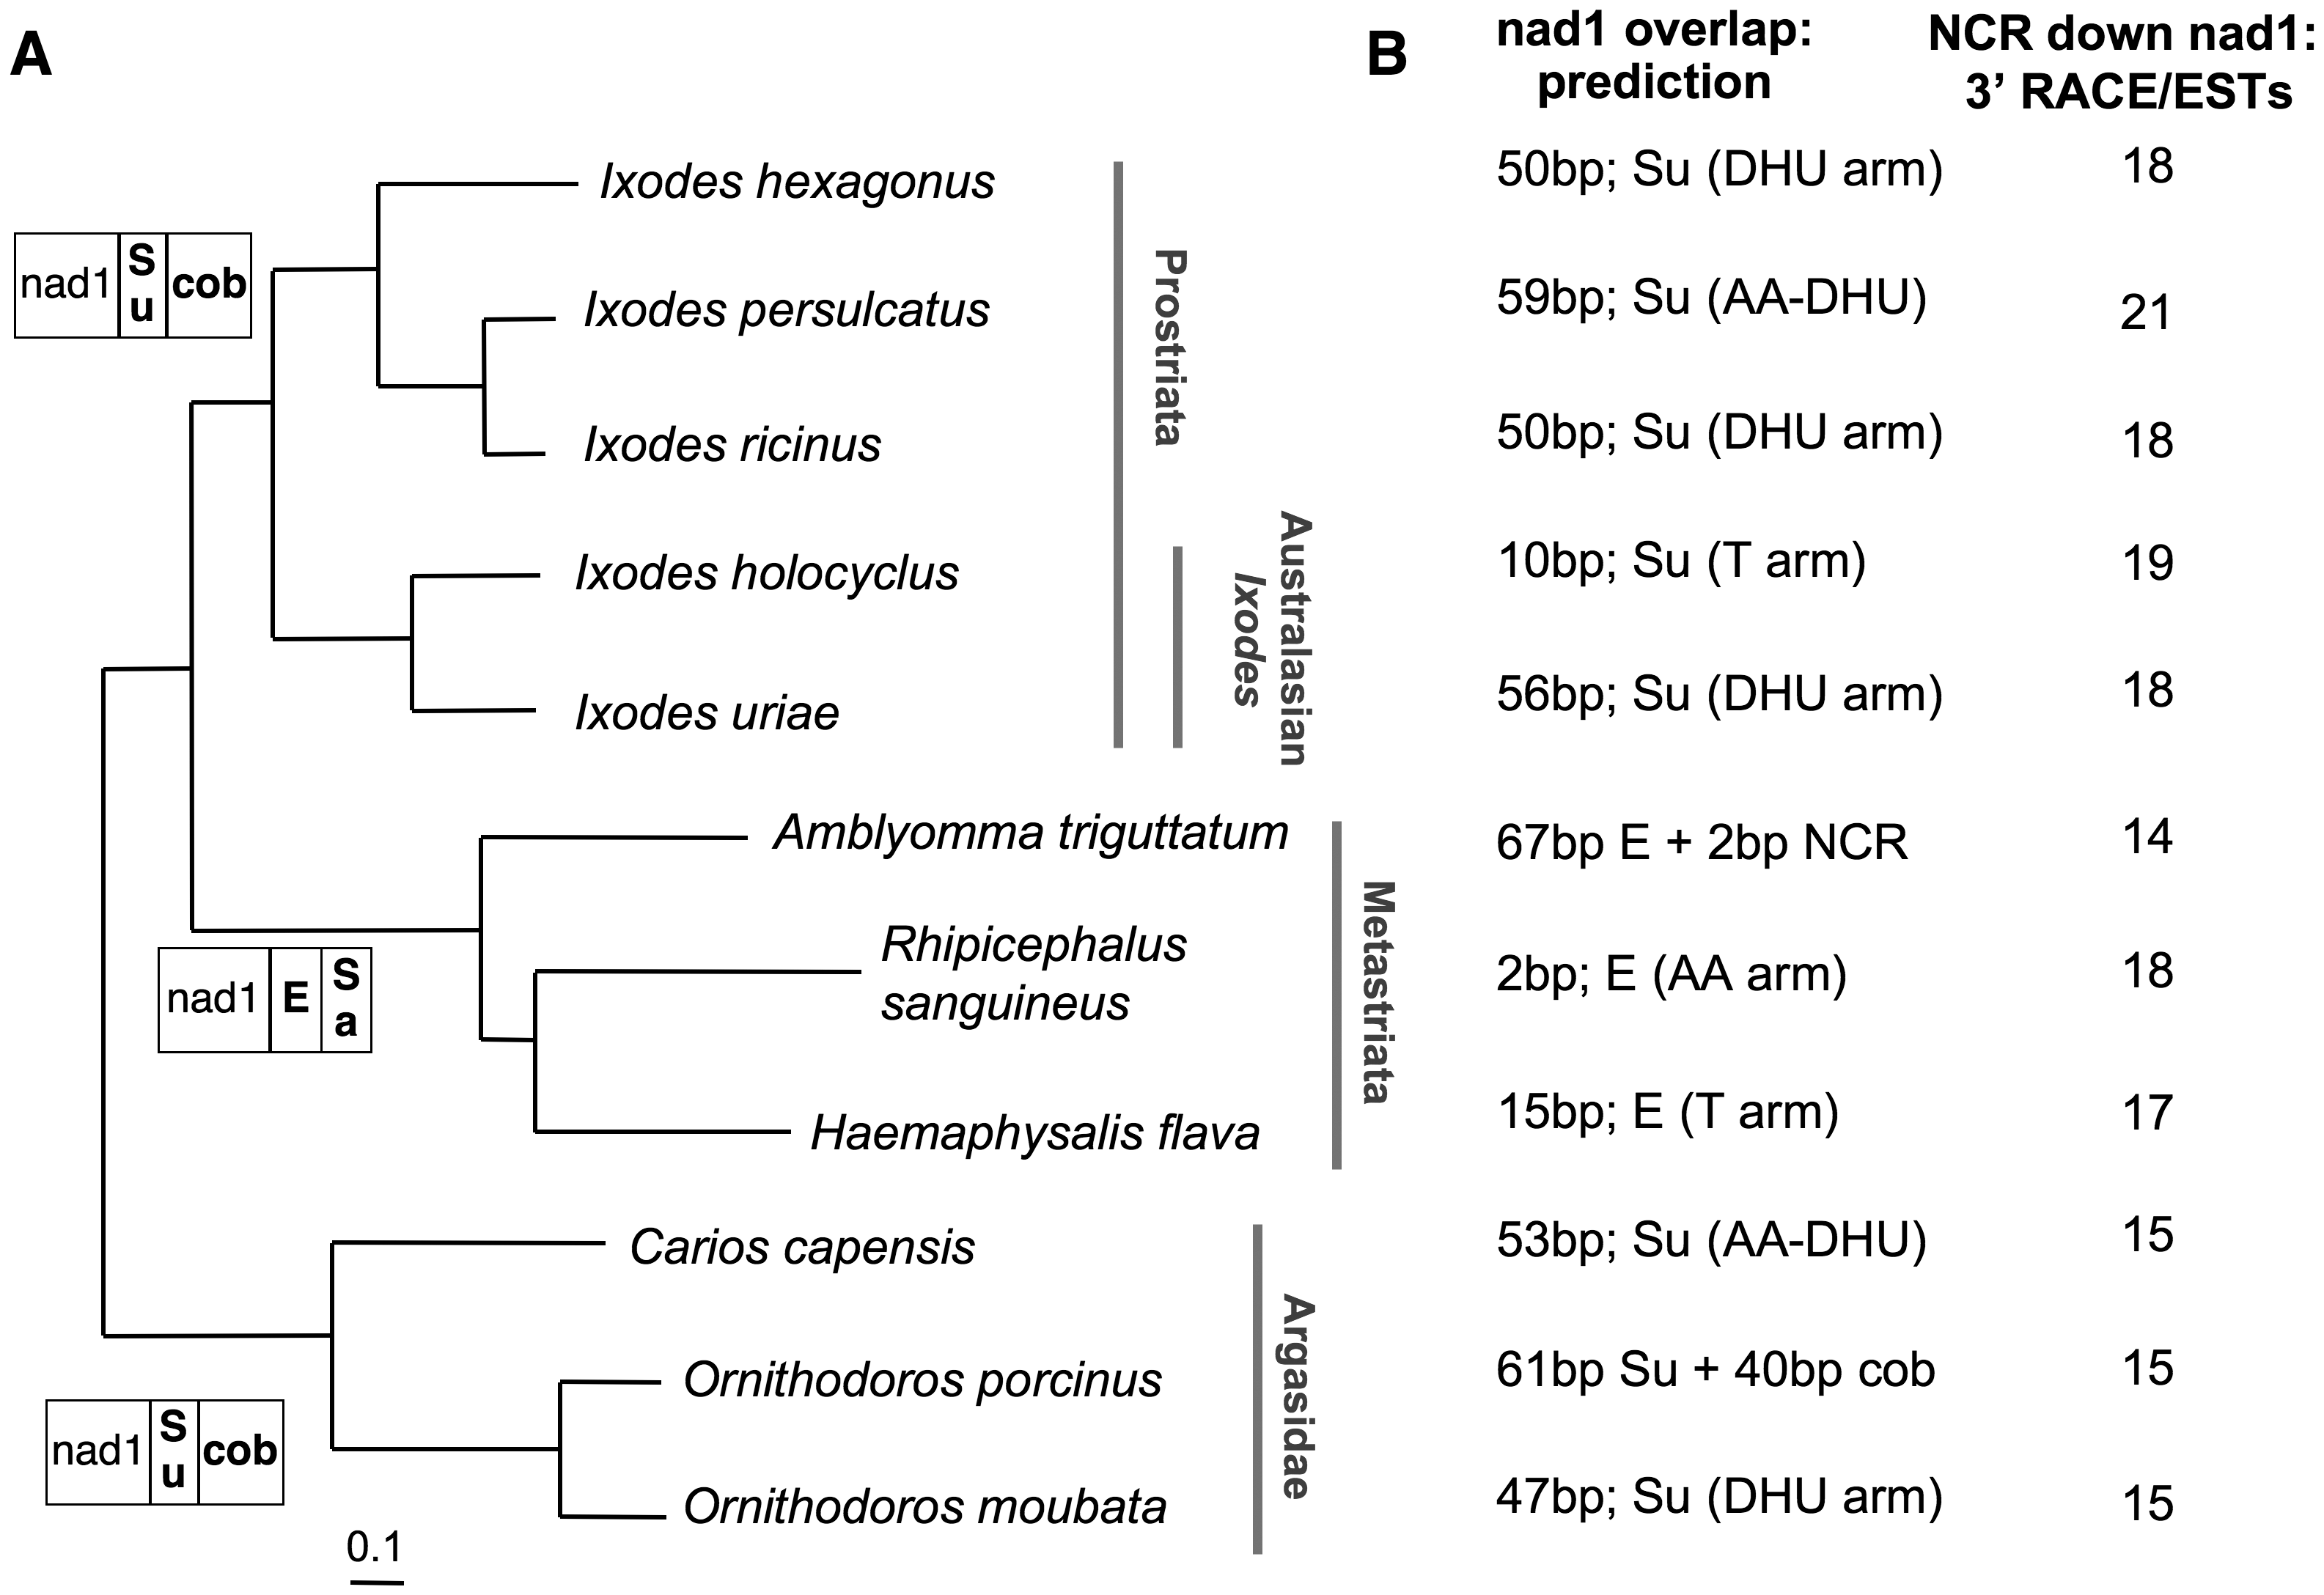 A
B
nad1 overlap:
prediction
NCR down nad1:
3’ RACE/ESTs
Ixodes hexagonus
50bp; Su (DHU arm)
18
nad1
S
u
cob
Ixodes persulcatus
59bp; Su (AA-DHU)
21
Prostriata
Ixodes ricinus
50bp; Su (DHU arm)
18
Ixodes holocyclus
10bp; Su (T arm)
19
Australasian
Ixodes
Ixodes uriae
56bp; Su (DHU arm)
18
Amblyomma triguttatum
67bp E + 2bp NCR
14
Rhipicephalus
sanguineus
2bp; E (AA arm)
18
nad1
E
S
a
Metastriata
Haemaphysalis flava
15bp; E (T arm)
17
Carios capensis
53bp; Su (AA-DHU)
15
Argasidae
Ornithodoros porcinus
61bp Su + 40bp cob
15
nad1
S
u
cob
Ornithodoros moubata
47bp; Su (DHU arm)
15
0.1